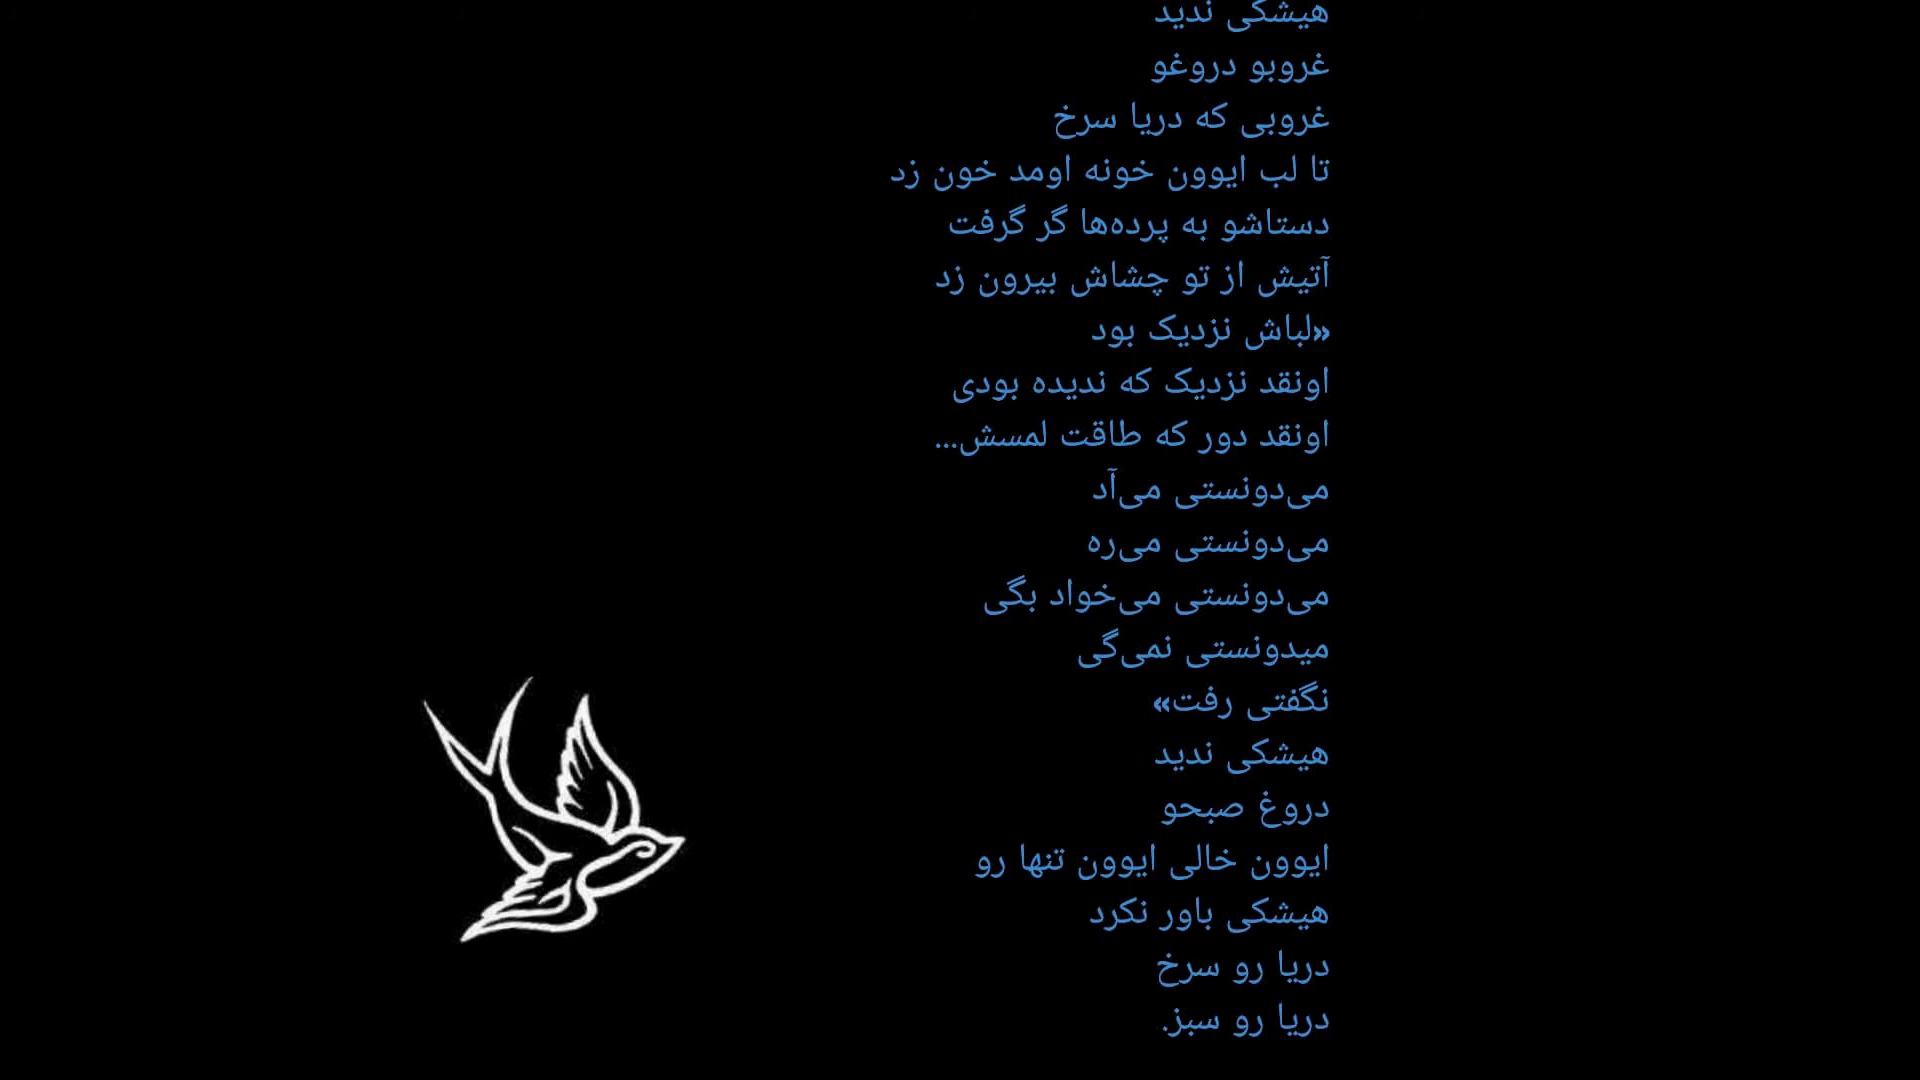 هیشکی ندید
غروبو دروغو
غروبی که دریا سرخ
تا لب ایوون خونه اومد خون زد
دستاشو به پرده‌ها گر گرفت
آتیش از تو چشاش بیرون زد
«لباش نزدیک بود
اونقد نزدیک که ندیده بودی
اونقد دور که طاقت لمسش...
می‌دونستی می‌آد
می‌دونستی می‌ره
می‌دونستی می‌خواد بگی
میدونستی نمی‌گی
نگفتی رفت»
هیشکی ندید
دروغ صبحو
ایوون خالی ایوون تنها رو
هیشکی باور نکرد
دریا رو سرخ
دریا رو سبز.